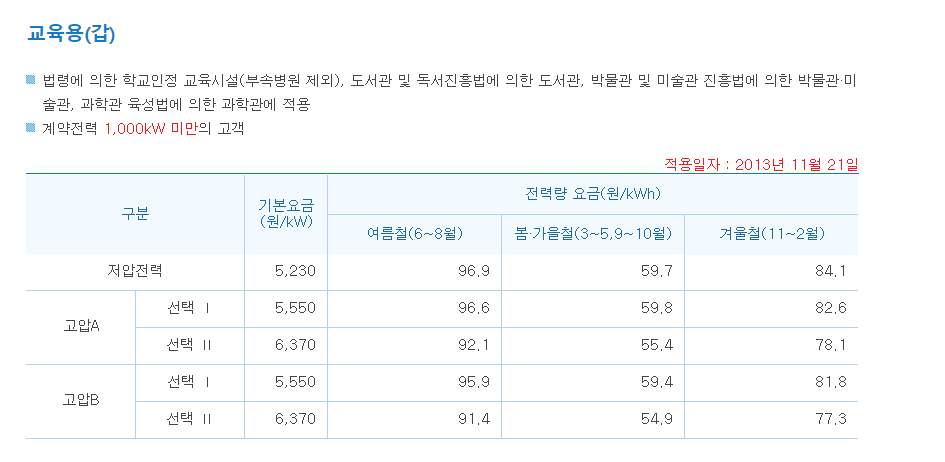 교육용(갑)
법령에 의한 학교인정 교육시설(부속병원 제외), 도서관 및 독서진흥법에 의한 도서관, 박물관 및 미술관 진흥법에 의한 박물관·미
술관, 과학관 육성법에 의한 과학관에 적용
계약전력 1,000kW 미만의 고객
적용일자 : 2013년 11월 21일
구분 기본요금 (원/kW) 전력량 요금(원/kWh)
여름철(6~8월) 봄·가을철(3~5,9~10월) 겨울철(11~2월)
저압전력 5,230 96.9 59.7 84.1
고압A 선택 I 5,550 96.6 59.8 82.6
선택 II 6,370 92.1 55.4 78.1
고압B 선택 I 5,550 95.9 59.4 81.8
선택 II 6,370 91.4 54.9 77.3